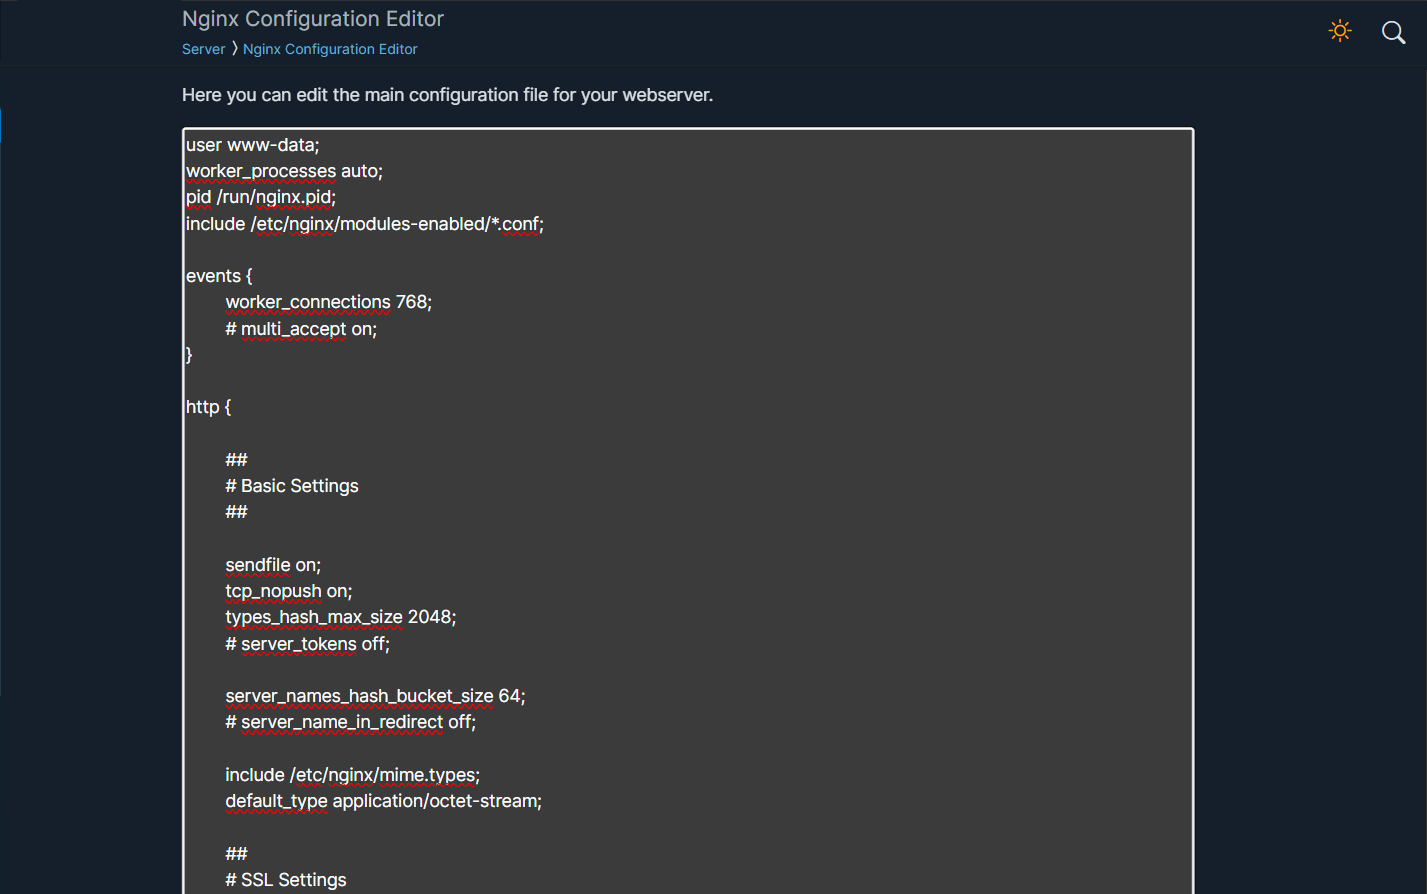 Nginx Configuration Editor
Server 〉 Nginx Configuration Editor
Here you can edit the main configuration file for your webserver.
user www-data;
worker_processes auto;
pid /run/nginx.pid;
include /etc/nginx/modules-enabled/*.conf;
events {
worker_connections 768;
# multi_accept on;
}
http {
##
# Basic Settings
##
sendfile on;
tcp_nopush on;
types_hash_max_size 2048;
# server_tokens off;
server_names_hash_bucket_size 64;
# server_name_in_redirect off;
include /etc/nginx/mime.types;
default_type application/octet-stream;
##
# SSL Settings